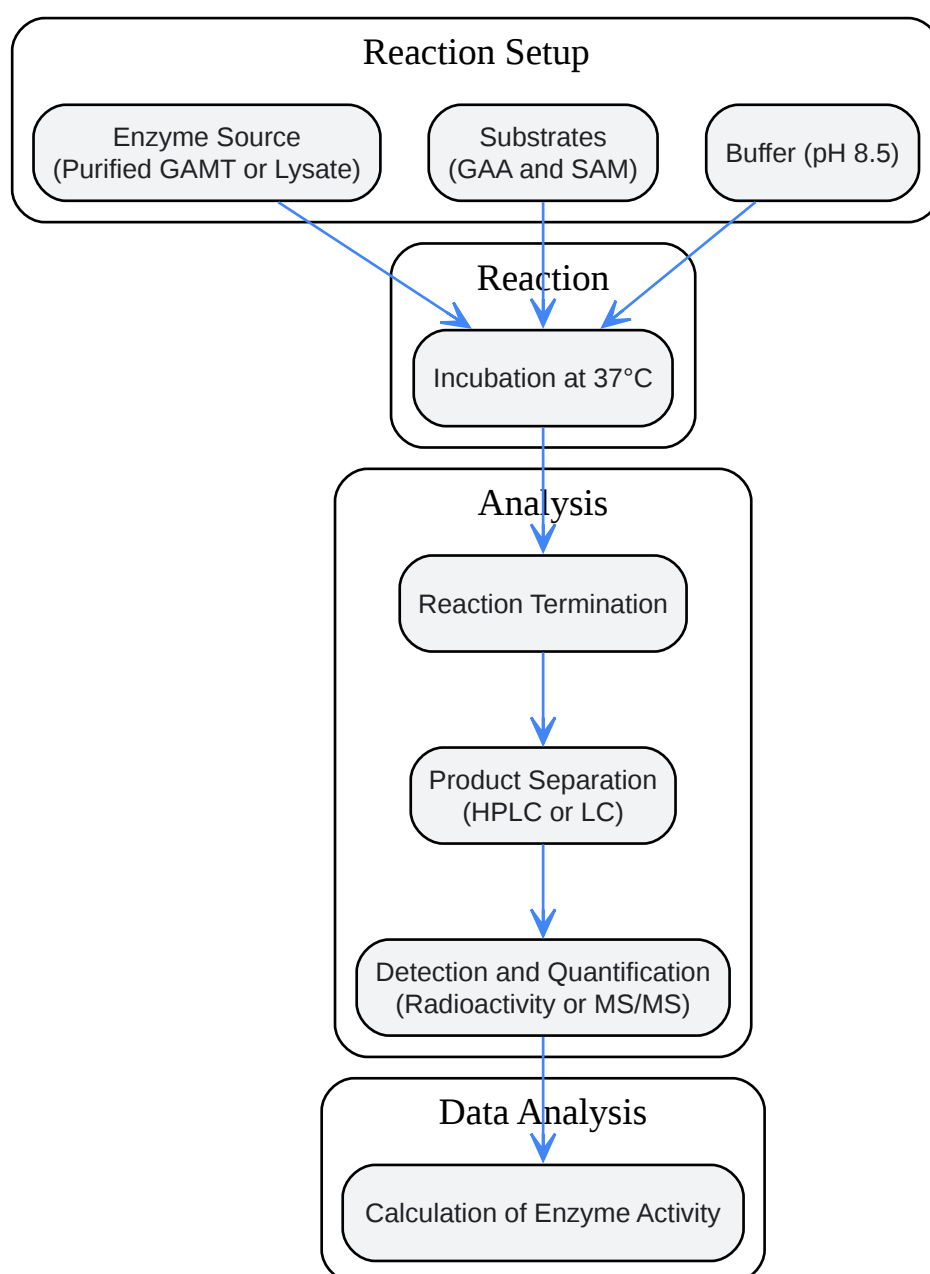 Reaction Setup
Enzyme Source
(Purified GAMT or Lysate)
Substrates
(GAA and SAM)
Buffer (pH 8.5)
Reaction
Incubation at 37°C
Analysis
Reaction Termination
Product Separation
(HPLC or LC)
Detection and Quantification
(Radioactivity or MS/MS)
Data Analysis
Calculation of Enzyme Activity